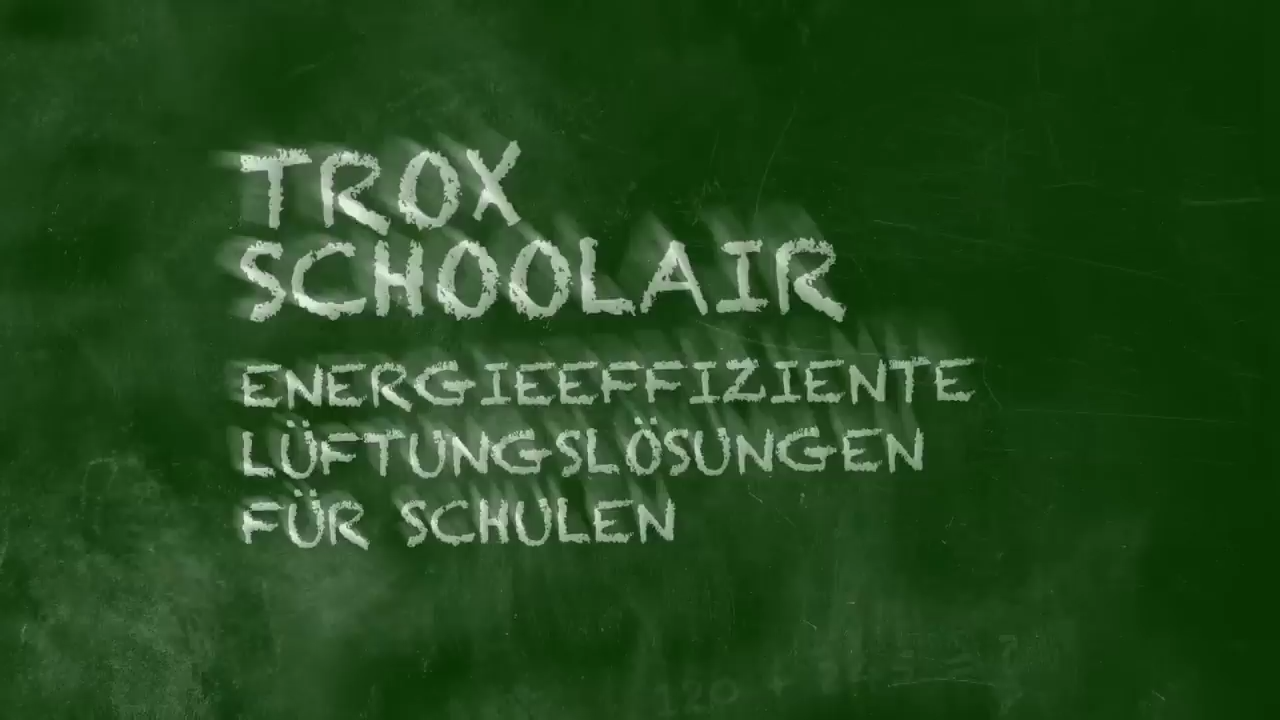 TROX
SCHOOLAIR
ENERGIEEFFIZIENTE
LÜFTUNGSLÖSUNGEN
FÜR SCHULEN